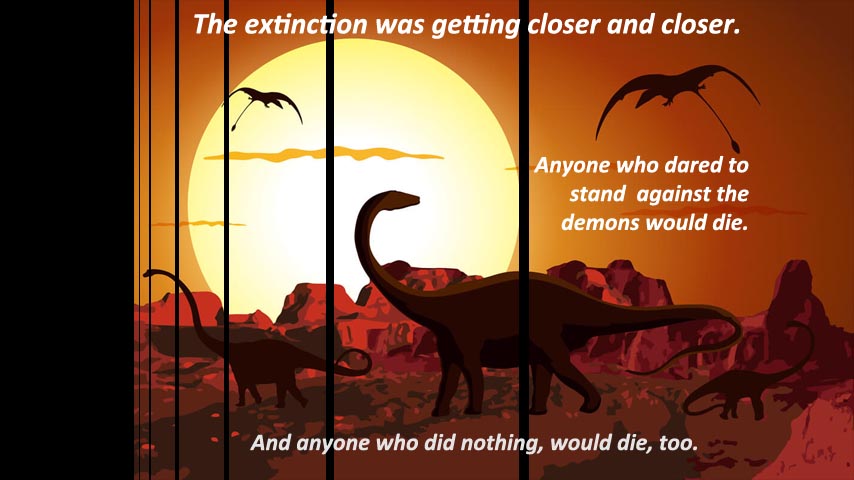 The extinction was getting closer and closer.
Anyone who dared to
stand against the
demons would die.
And anyone who did nothing, would die, too.